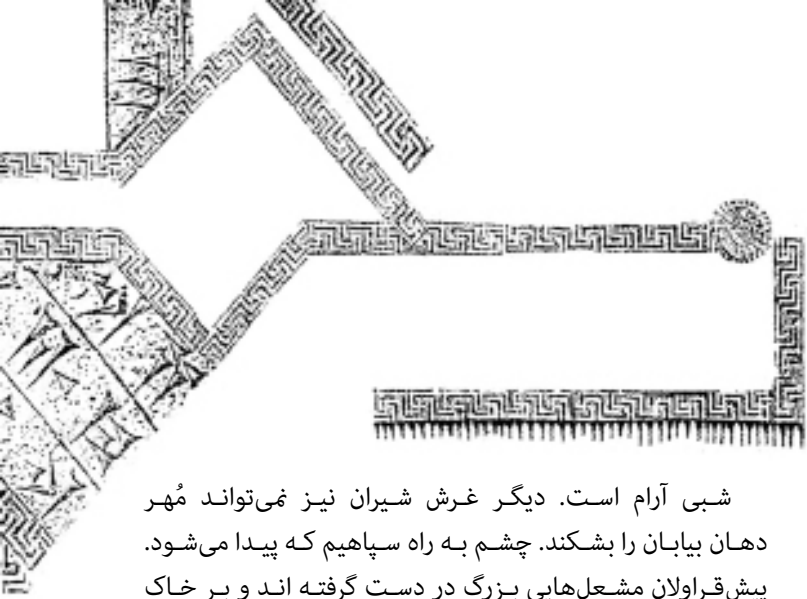 شبی آرام است. دیگر غرش شیران نیز نمی‌تواند مُهر
دهان بیابان را بشکند. چشم به راه سپاهیم که پیدا می‌شود.
پیش‌قراولان مشعل‌هایی بزرگ در دست گرفته اند و بر خاک